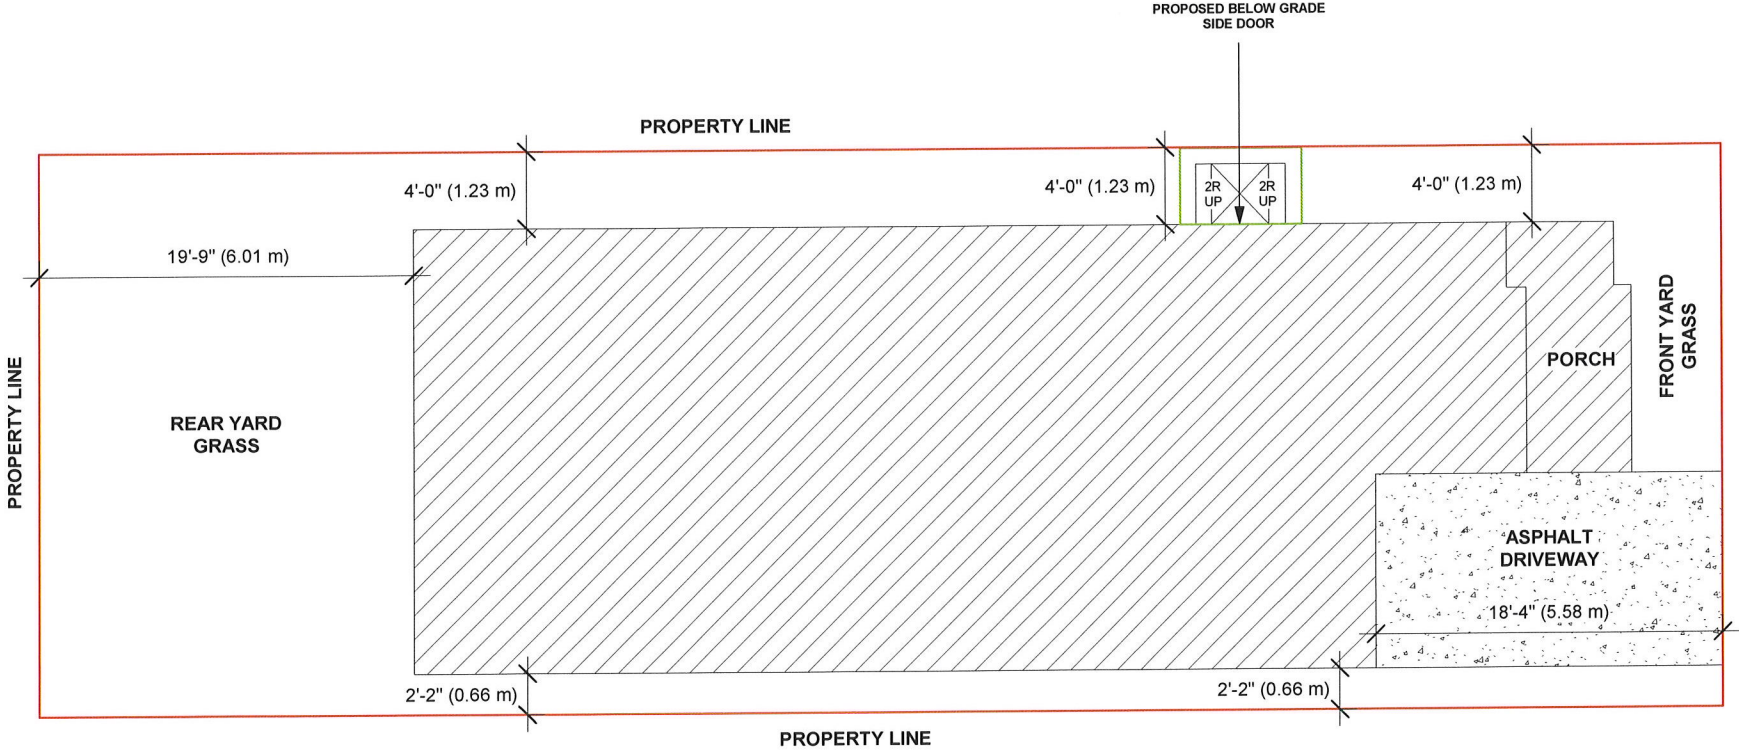 PROPOSED BELOW GRADE
SIDE DOOR
PROPERTY LINE
4'-0" (1.23 m)
4'-0" (1.23 m)
2R
UP
2R
UP
4'-0" (1.23 m)
19'-9" (6.01 m)
PROPERTY LINE
REAR YARD
GRASS
PORCH
FRONT YARD
GRASS
ASPHALT
DRIVEWAY
18'-4" (5.58 m)
2'-2" (0.66 m)
2'-2" (0.66 m)
PROPERTY LINE